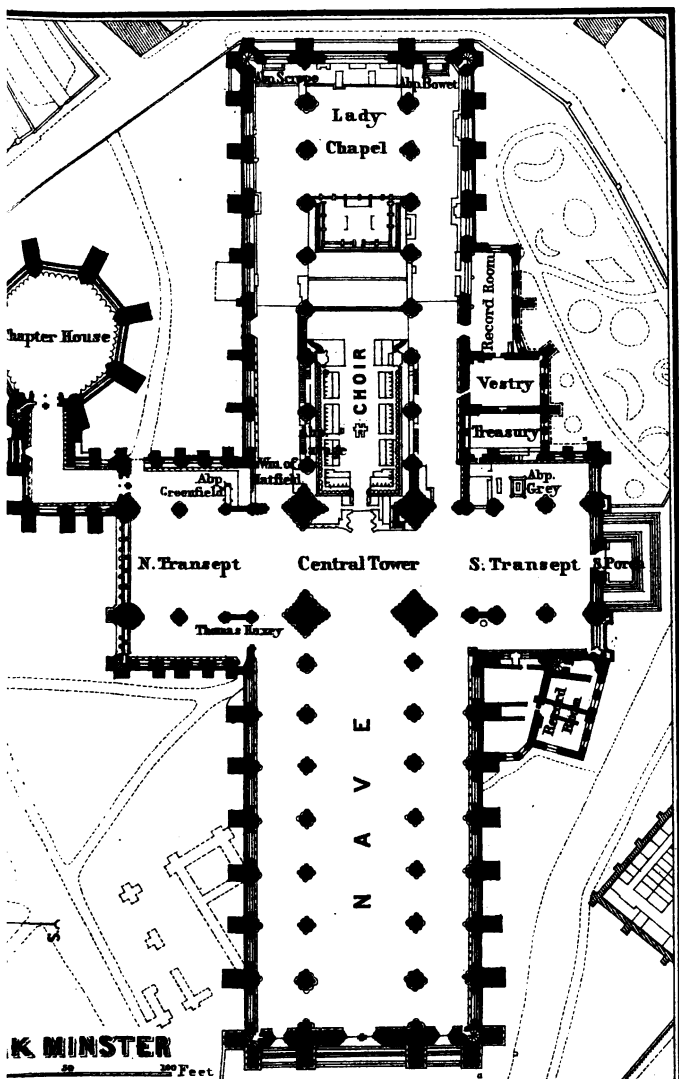 Abp. Scrope
Abp. Bowet
Lady
Chapel
Record Room
Chapter House
CHOIR
Vestry
Treasury
Wm. of
Hatfield
Abp.
Greenfield
Abp.
Grey
N. Transept
Central Tower
S. Transept
S. Porch
Thomas Haxey
Record
Room
NAVE
S.
K MINSTER
50
100 Feet